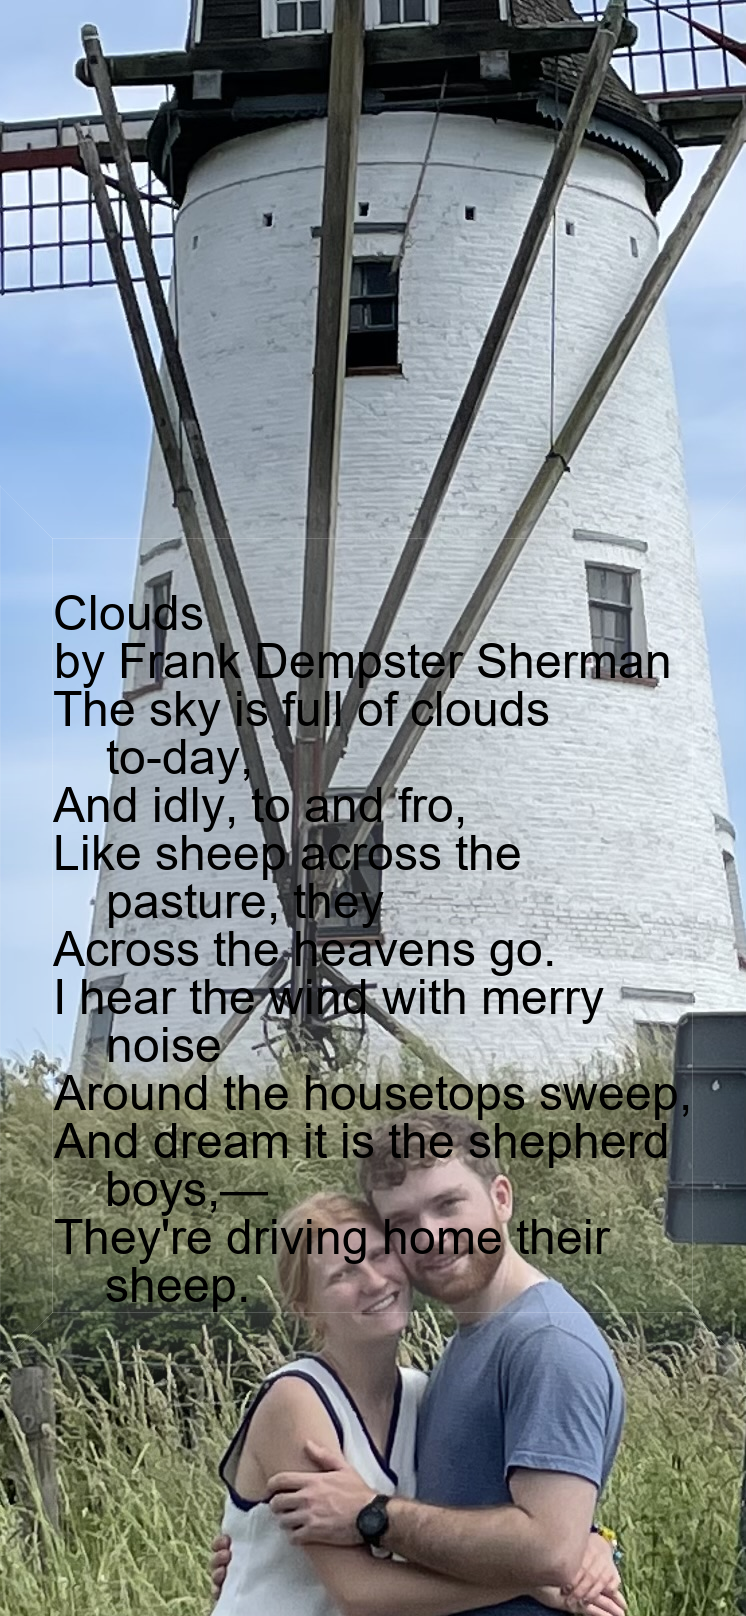 Clouds
by Frank Dempster Sherman
The sky is full of clouds
to-day,
And idly, to and fro,
Like sheep across the
pasture, they
Across the heavens go.
I hear the wind with merry
noise
Around the housetops sweep,
And dream it is the shepherd
boys,—
They're driving home their
sheep.